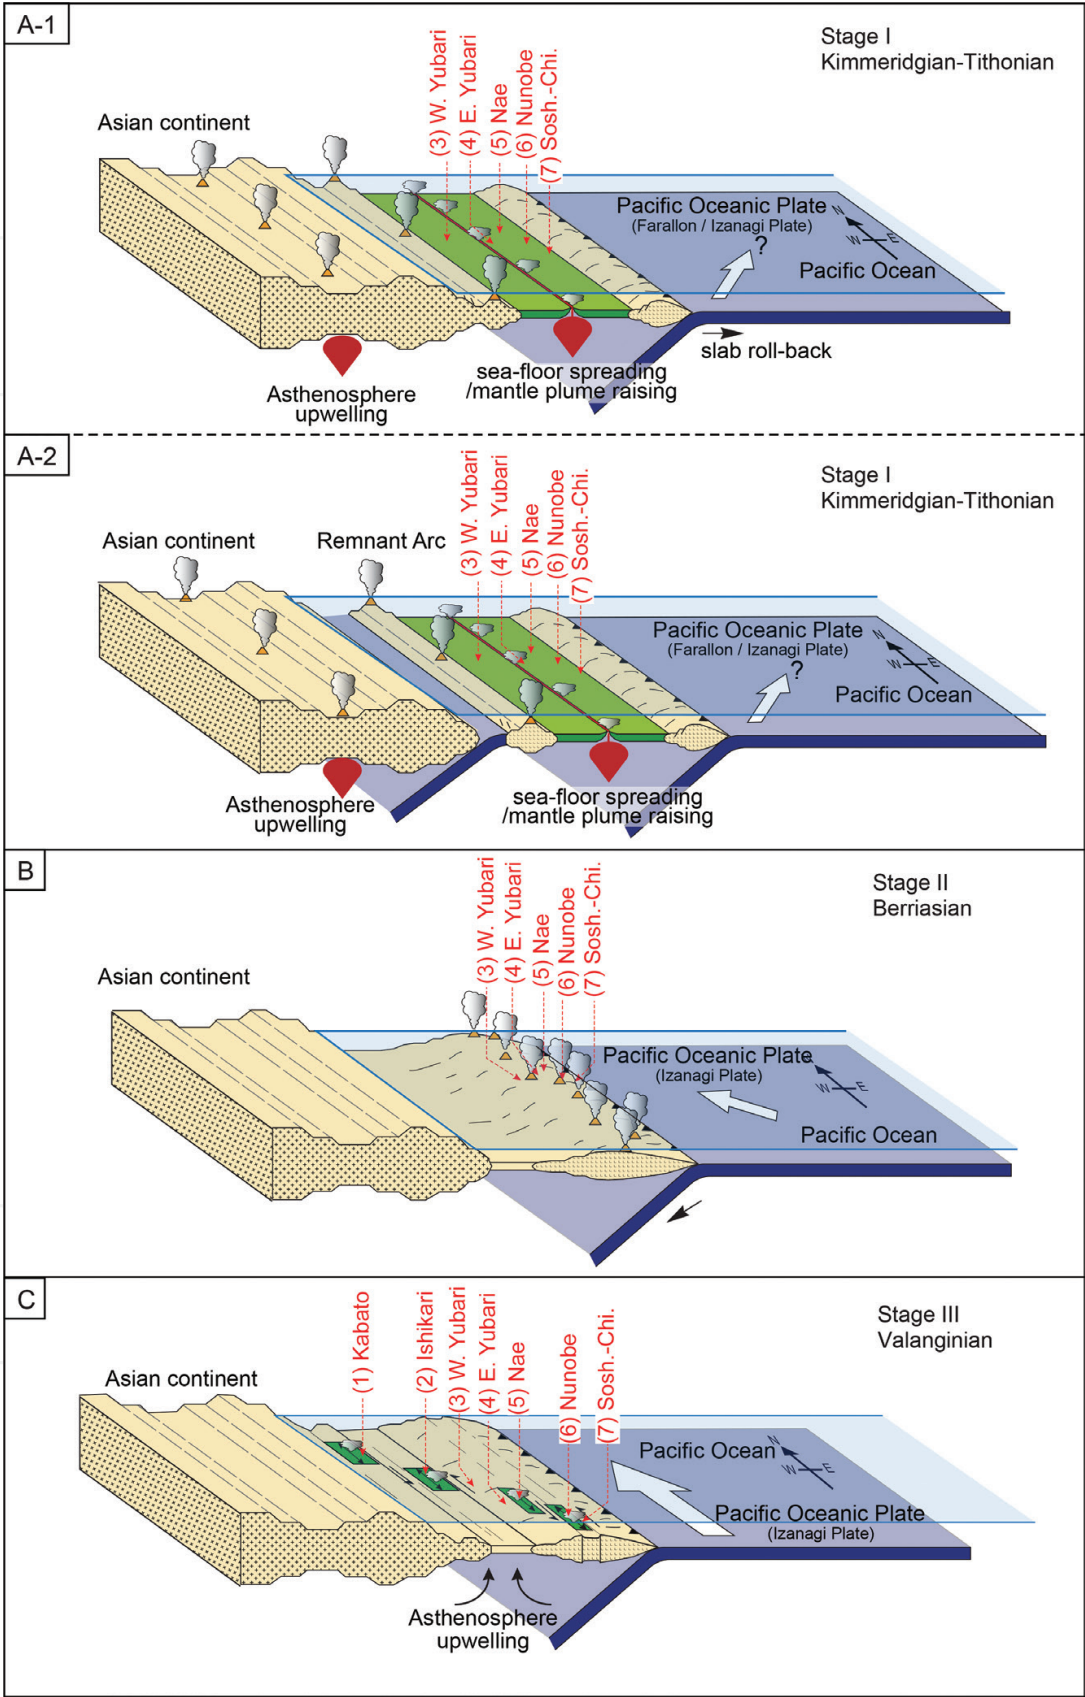 A-1
Stage I
Kimmeridgian-Tithonian
Asian continent
(3) W. Yubari
(4) E. Yubari
(5) Nae
(6) Nunobe
(7) Sosh.-Chi.
Pacific Oceanic Plate
(Farallon / Izanagi Plate)
?
N
W
E
Pacific Ocean
slab roll-back
sea-floor spreading
/mantle plume raising
Asthenosphere
upwelling
A-2
Stage I
Kimmeridgian-Tithonian
Asian continent
Remnant Arc
(3) W. Yubari
(4) E. Yubari
(5) Nae
(6) Nunobe
(7) Sosh.-Chi.
Pacific Oceanic Plate
(Farallon / Izanagi Plate)
?
N
W
E
Pacific Ocean
Asthenosphere
upwelling
sea-floor spreading
/mantle plume raising
B
Stage II
Berriasian
Asian continent
(3) W. Yubari
(4) E. Yubari
(5) Nae
(6) Nunobe
(7) Sosh.-Chi.
Pacific Oceanic Plate
(Izanagi Plate)
N
W
E
Pacific Ocean
C
Stage III
Valanginian
Asian continent
(1) Kabato
(2) Ishikari
(3) W. Yubari
(4) E. Yubari
(5) Nae
(6) Nunobe
(7) Sosh.-Chi.
Pacific Ocean
N
W
E
Pacific Oceanic Plate
(Izanagi Plate)
Asthenosphere
upwelling